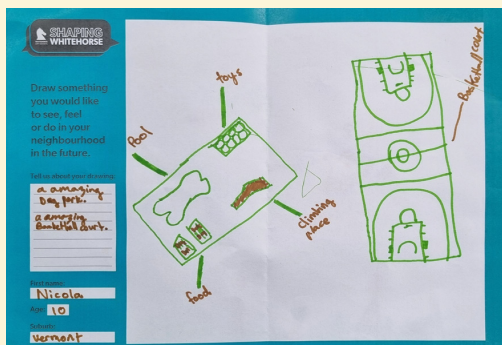 SHAPING
WHITEHORSE
Draw something
you would like
to see, feel
or do in your
neighbourhood
in the future.
Tell us about your drawing:
a amazing
Dog park.
a amazing
Basketball court.
First name:
Nicola
Age: 10
Suburb:
Vermont
toys
Pool
climbing
place
food
Basketball court